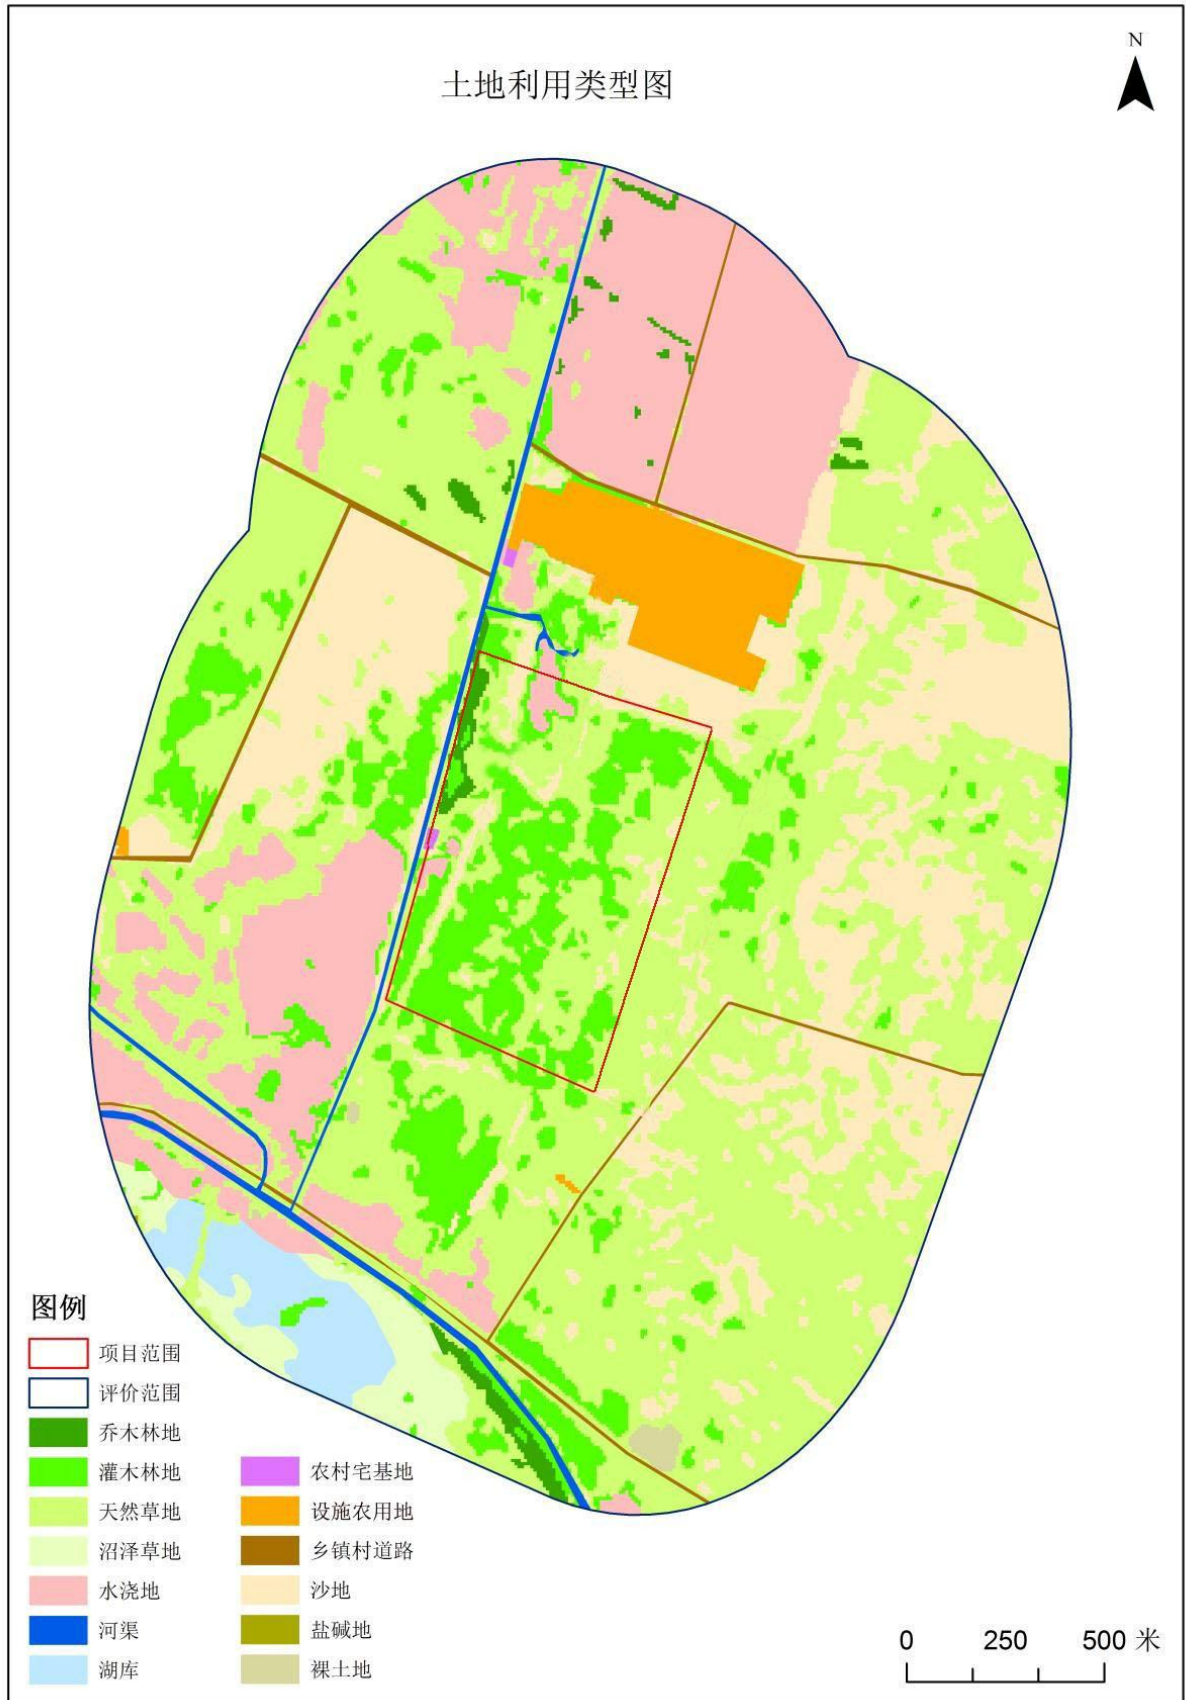 N
土地利用类型图
图例
项目范围
评价范围
乔木林地
灌木林地
天然草地
沼泽草地
水浇地
河渠
湖库
农村宅基地
设施农用地
乡镇村道路
沙地
盐碱地
裸土地
0 250 500 米